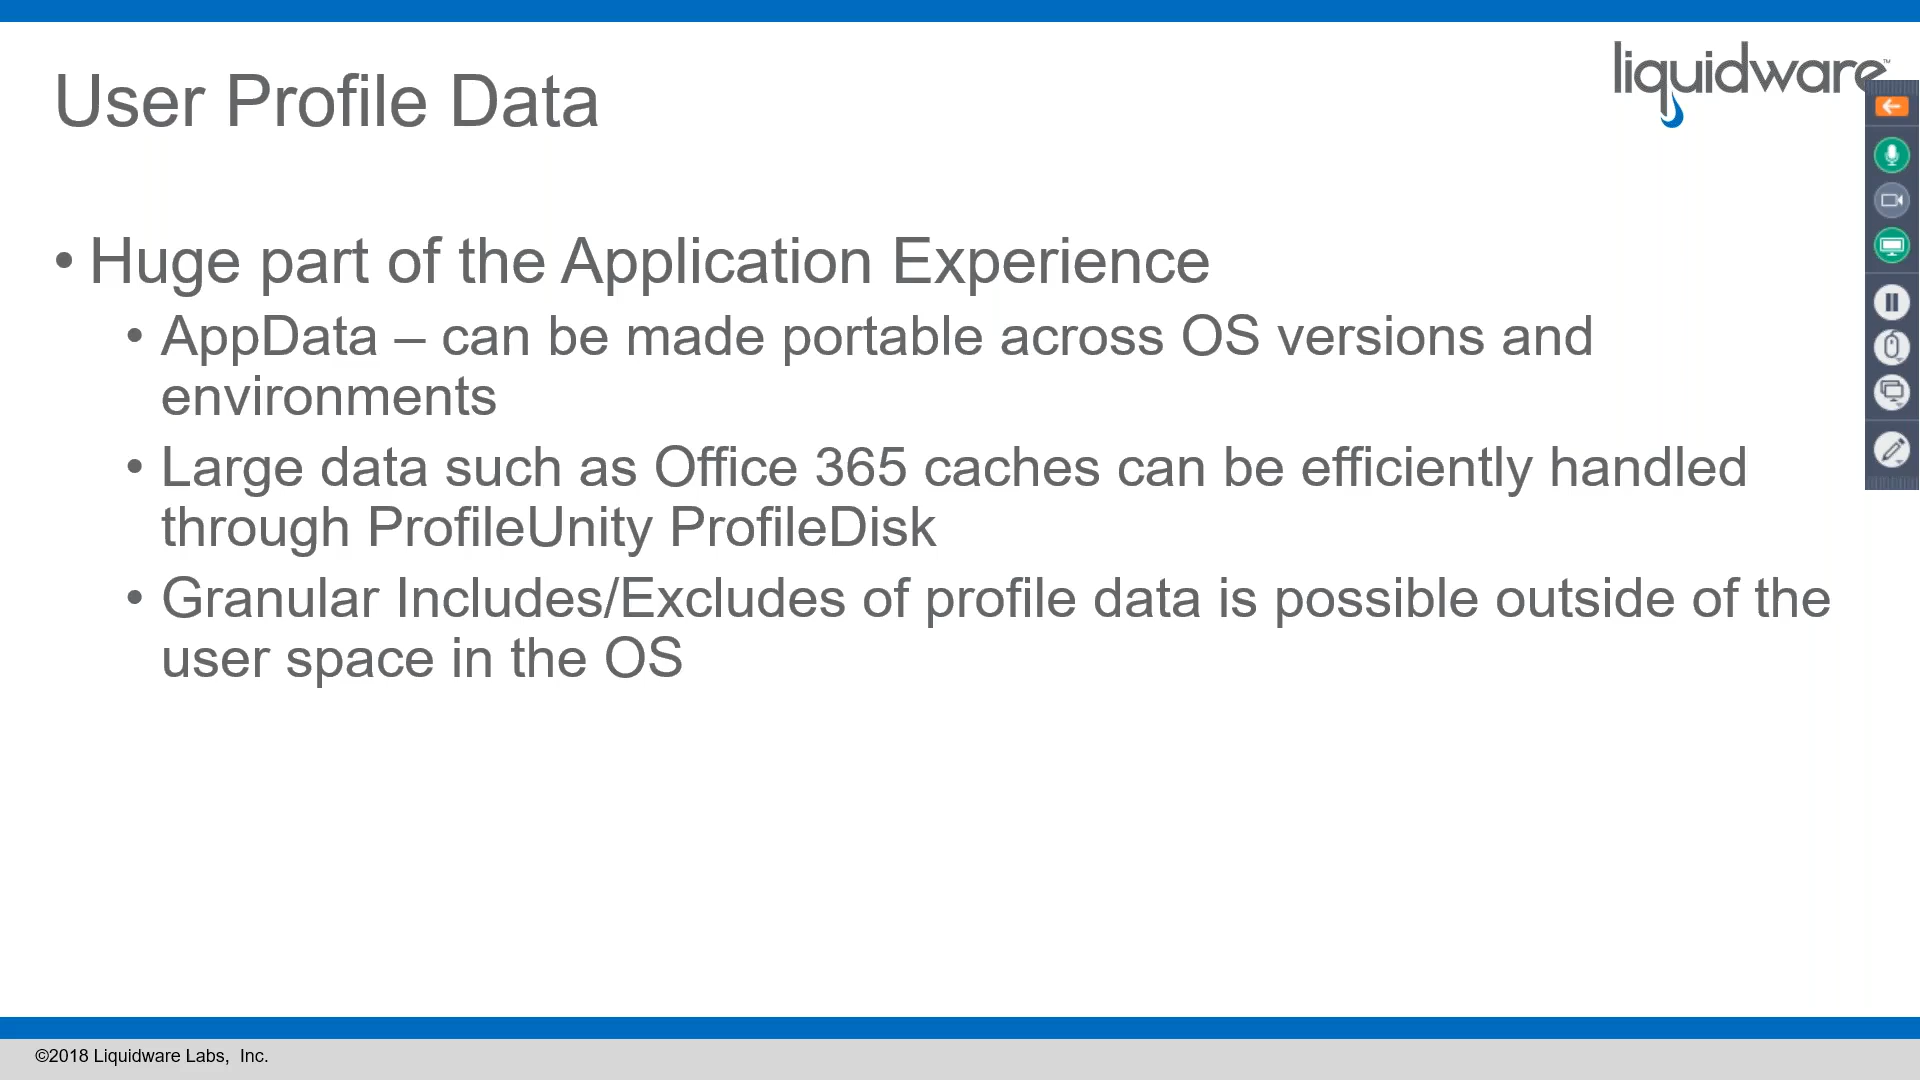 liquidware™
User Profile Data
• Huge part of the Application Experience
• AppData – can be made portable across OS versions and
environments
• Large data such as Office 365 caches can be efficiently handled
through ProfileUnity ProfileDisk
• Granular Includes/Excludes of profile data is possible outside of the
user space in the OS
©2018 Liquidware Labs, Inc.